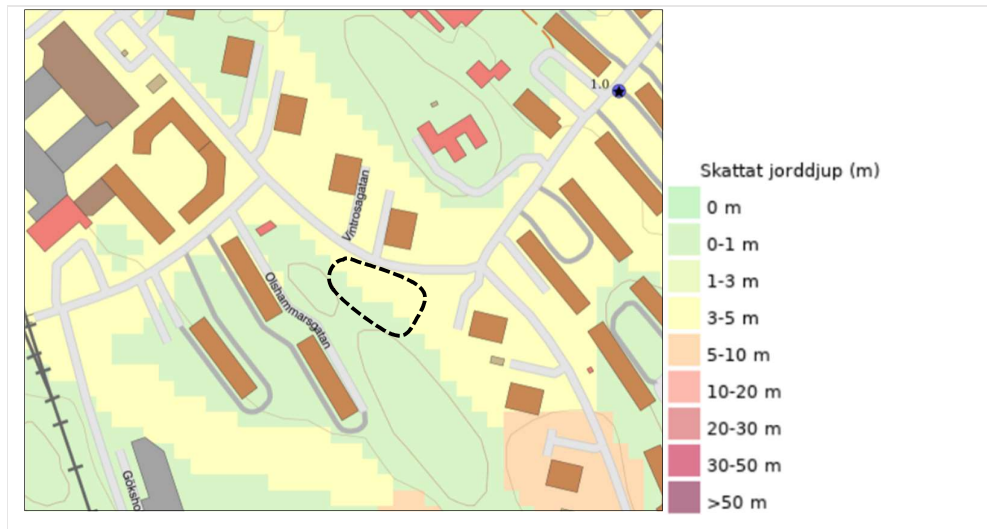 1.0
Vintrosagatan
Olshammarsgatan
Göksho
Skattat jorddjup (m)
0 m
0-1 m
1-3 m
3-5 m
5-10 m
10-20 m
20-30 m
30-50 m
>50 m